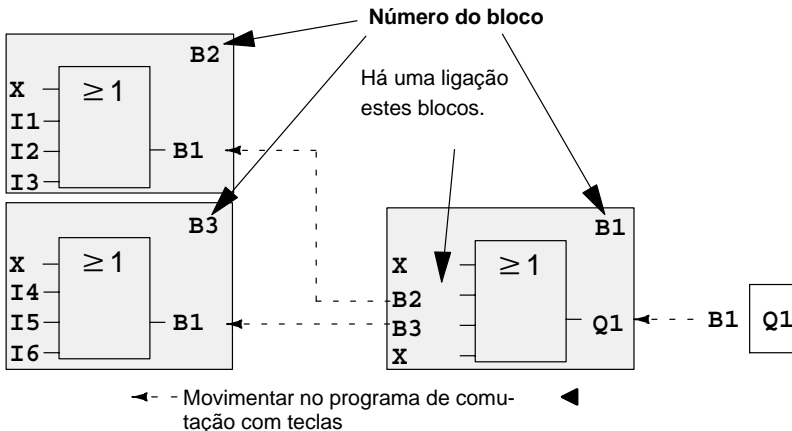 Número do bloco
B2
X
≥1
I1
I2
B1
I3
Há uma ligação
estes blocos.
B3
X
≥1
I4
I5
B1
I6
B1
X
≥1
B2
B3
Q1
X
B1
Q1
Movimentar no programa de comu-
tação com teclas